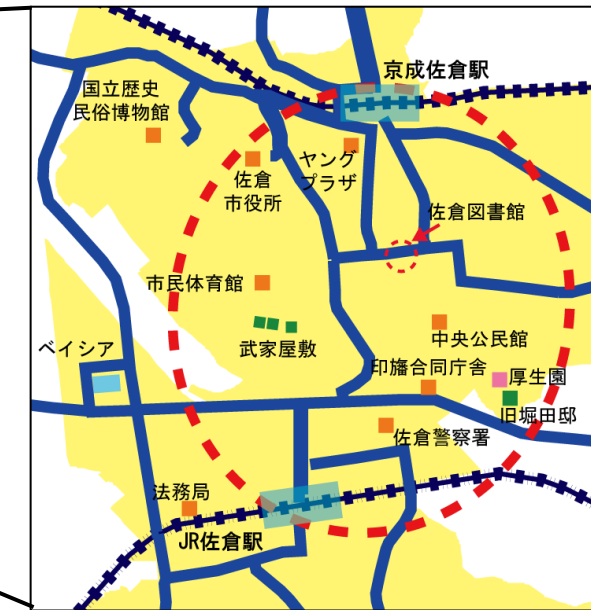 京成佐倉駅
国立歴史
民俗博物館
ヤング
プラザ
佐倉
市役所
佐倉図書館
市民体育館
武家屋敷
中央公民館
ベイシア
印旛合同庁舎
厚生園
旧堀田邸
佐倉警察署
法務局
JR佐倉駅